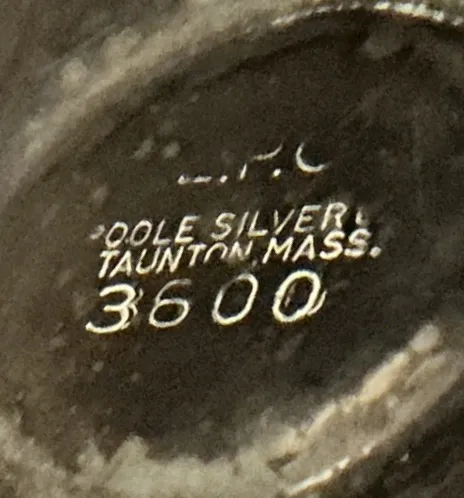 E.P.C
POOLE SILVER
TAUNTON, MASS.
3600